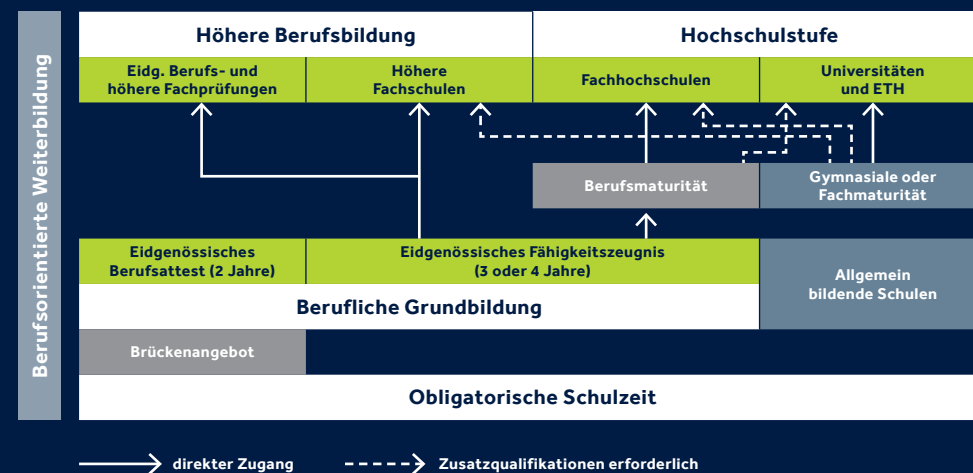 Berufsorientierte Weiterbildung
Höhere Berufsbildung
Hochschulstufe
Eidg. Berufs- und
höhere Fachprüfungen
Höhere
Fachschulen
Fachhochschulen
Universitäten
und ETH
Berufsmaturität
Gymnasiale oder
Fachmaturität
Eidgenössisches
Berufsattest (2 Jahre)
Eidgenössisches Fähigkeitszeugnis
(3 oder 4 Jahre)
Allgemein
bildende Schulen
Berufliche Grundbildung
Brückenangebot
Obligatorische Schulzeit
direkter Zugang
Zusatzqualifikationen erforderlich